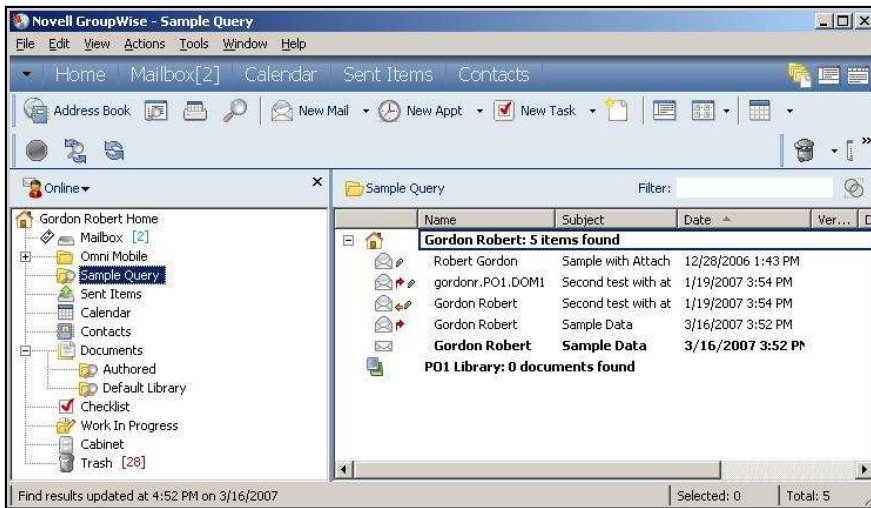 Novell GroupWise - Sample Query
File Edit View Actions Tools Window Help
Home Mailbox[2] Calendar Sent Items Contacts
Address Book New Mail New Appt New Task
Online Sample Query Filter:
Gordon Robert Home
Mailbox [2]
Omni Mobile
Sample Query
Sent Items
Calendar
Contacts
Documents
Authored
Default Library
Checklist
Work In Progress
Cabinet
Trash [28]
Name Subject Date Ver... D
Gordon Robert: 5 items found
Robert Gordon Sample with Attach 12/28/2006 1:43 PM
gordonr.PO1.DOM1 Second test with at 1/19/2007 3:54 PM
Gordon Robert Second test with at 1/19/2007 3:54 PM
Gordon Robert Sample Data 3/16/2007 3:52 PM
Gordon Robert Sample Data 3/16/2007 3:52 PM
PO1 Library: 0 documents found
Find results updated at 4:52 PM on 3/16/2007 Selected: 0 Total: 5